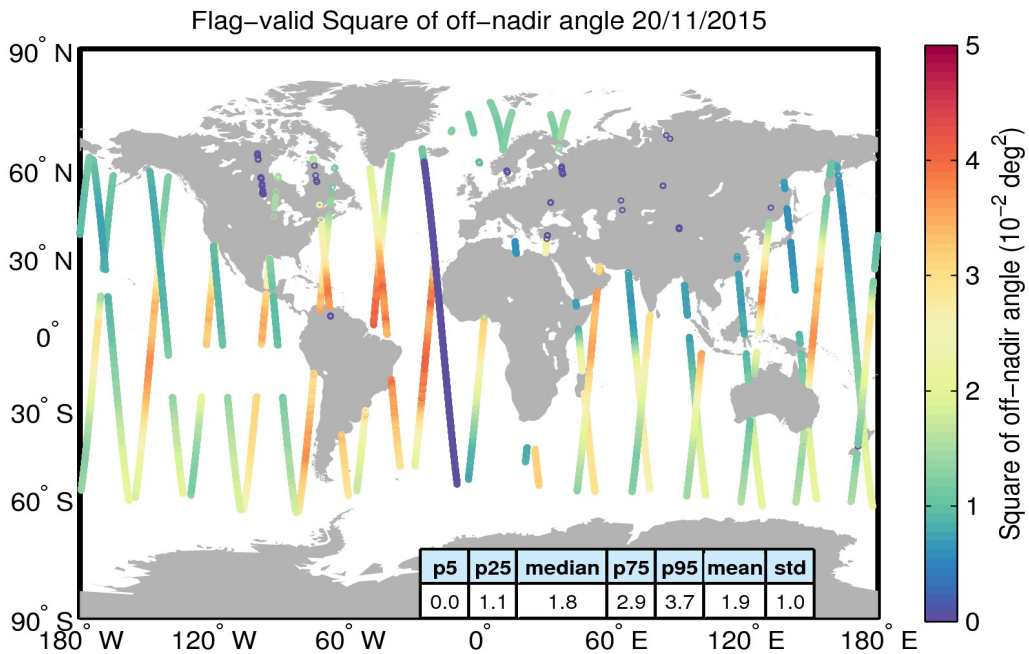 Flag−valid Square of off−nadir angle 20/11/2015
90° N
60° N
30° N
0°
30° S
60° S
90° S
180° W
120° W
60° W
0°
60° E
120° E
180° E
p5 p25 median p75 p95 mean std
0.0 1.1 1.8 2.9 3.7 1.9 1.0
5
4
3
2
1
0
Square of off−nadir angle (10⁻² deg²)